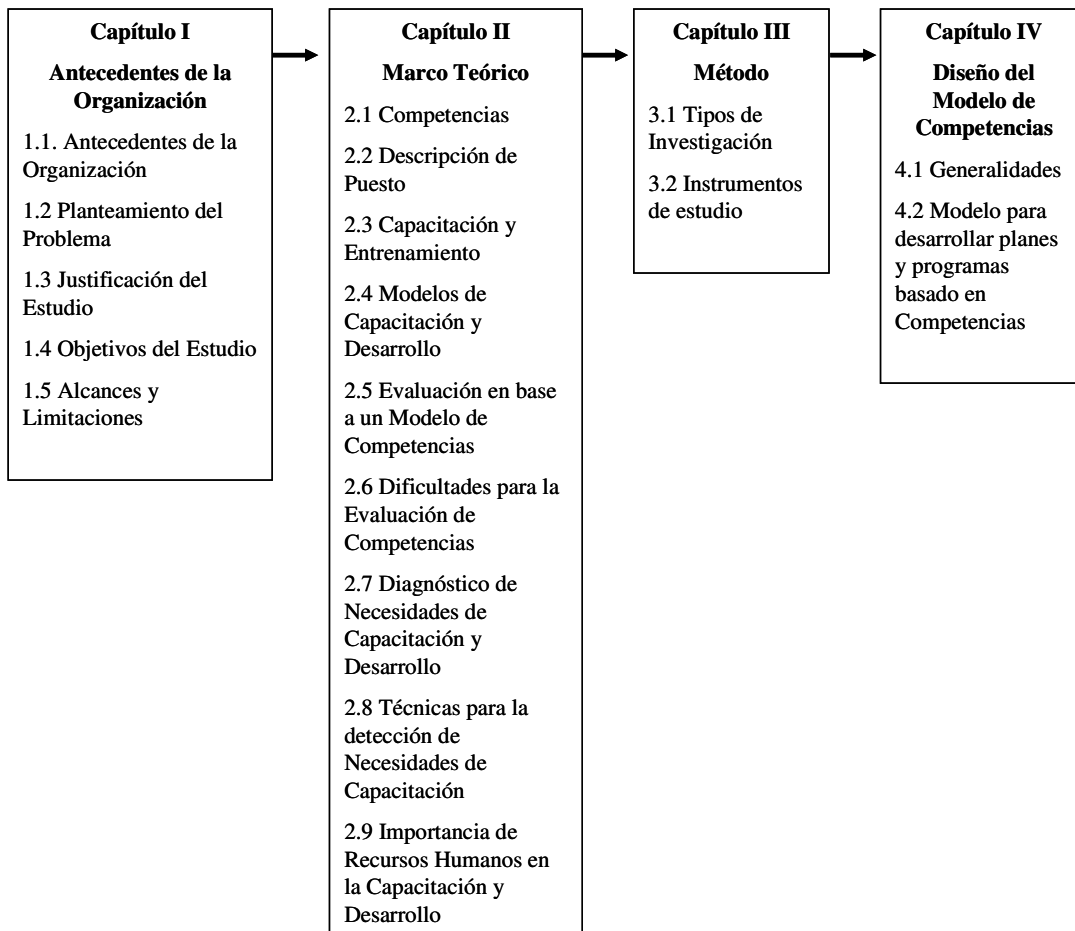 Capítulo I
Antecedentes de la
Organización
1.1. Antecedentes de la
Organización
1.2 Planteamiento del
Problema
1.3 Justificación del
Estudio
1.4 Objetivos del Estudio
1.5 Alcances y
Limitaciones
Capítulo II
Marco Teórico
2.1 Competencias
2.2 Descripción de
Puesto
2.3 Capacitación y
Entrenamiento
2.4 Modelos de
Capacitación y
Desarrollo
2.5 Evaluación en base
a un Modelo de
Competencias
2.6 Dificultades para la
Evaluación de
Competencias
2.7 Diagnóstico de
Necesidades de
Capacitación y
Desarrollo
2.8 Técnicas para la
detección de
Necesidades de
Capacitación
2.9 Importancia de
Recursos Humanos en
la Capacitación y
Desarrollo
Capítulo III
Método
3.1 Tipos de
Investigación
3.2 Instrumentos
de estudio
Capítulo IV
Diseño del
Modelo de
Competencias
4.1 Generalidades
4.2 Modelo para
desarrollar planes
y programas
basado en
Competencias